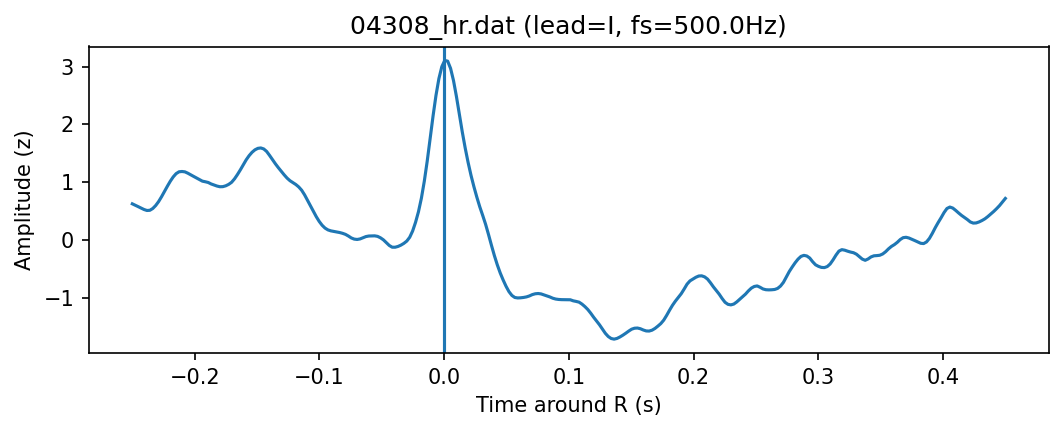 04308_hr.dat (lead=I, fs=500.0Hz)
Amplitude (z)
3
2
1
0
−1
−0.2 −0.1 0.0 0.1 0.2 0.3 0.4
Time around R (s)